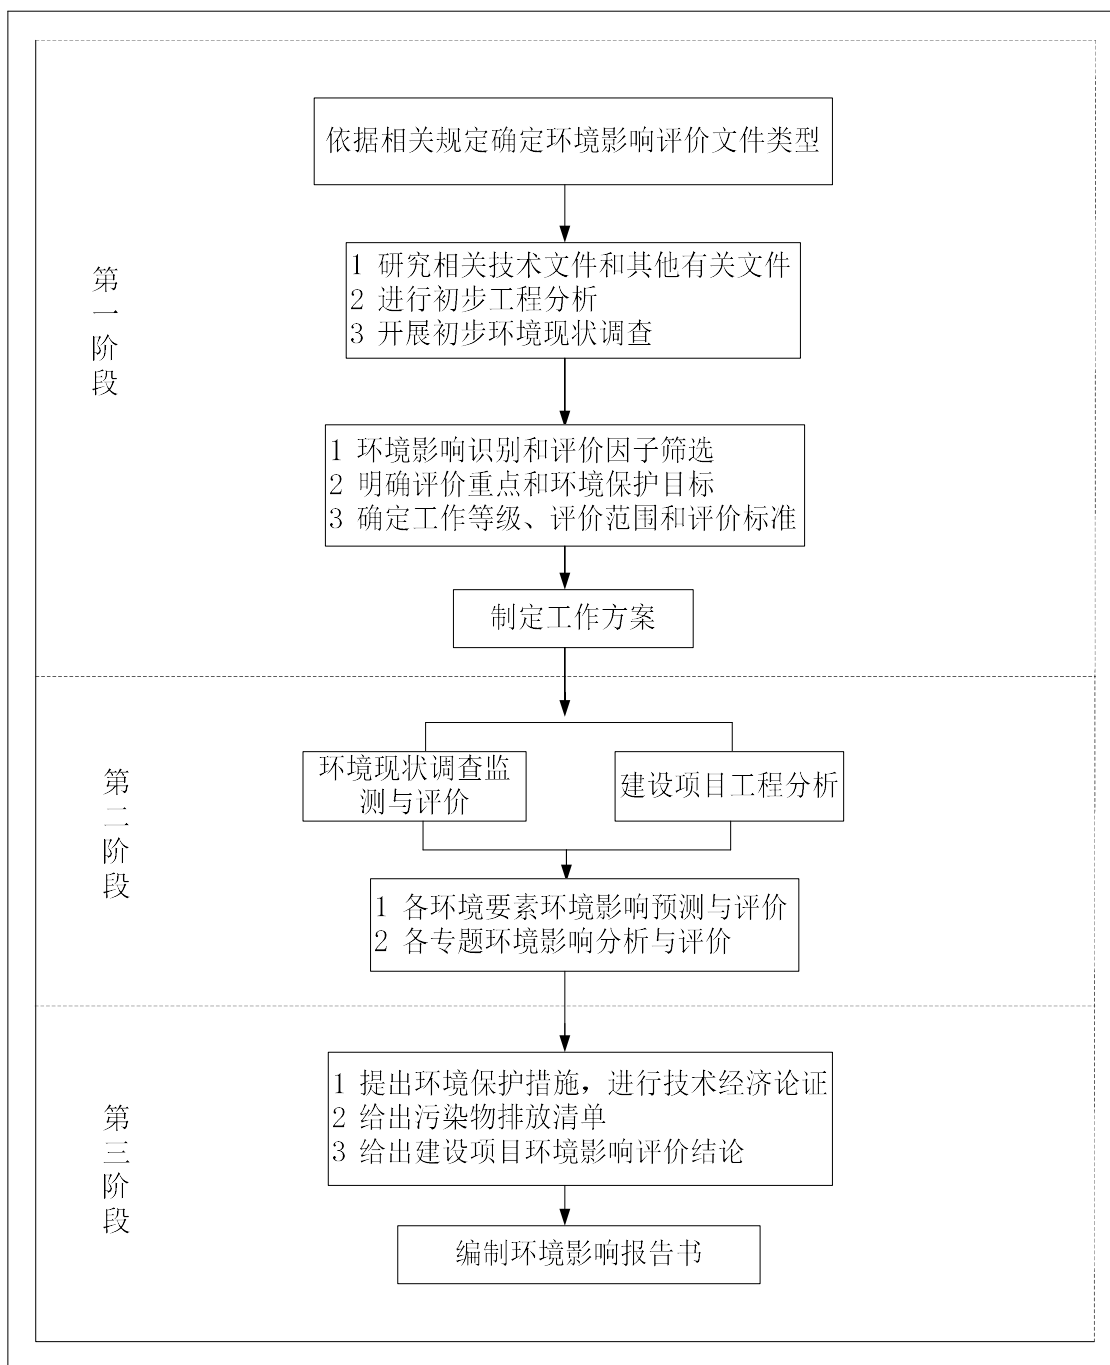 依据相关规定确定环境影响评价文件类型
第一阶段
1 研究相关技术文件和其他有关文件
2 进行初步工程分析
3 开展初步环境现状调查
1 环境影响识别和评价因子筛选
2 明确评价重点和环境保护目标
3 确定工作等级、评价范围和评价标准
制定工作方案
第二阶段
环境现状调查监
测与评价
建设项目工程分析
1 各环境要素环境影响预测与评价
2 各专题环境影响分析与评价
第三阶段
1 提出环境保护措施，进行技术经济论证
2 给出污染物排放清单
3 给出建设项目环境影响评价结论
编制环境影响报告书